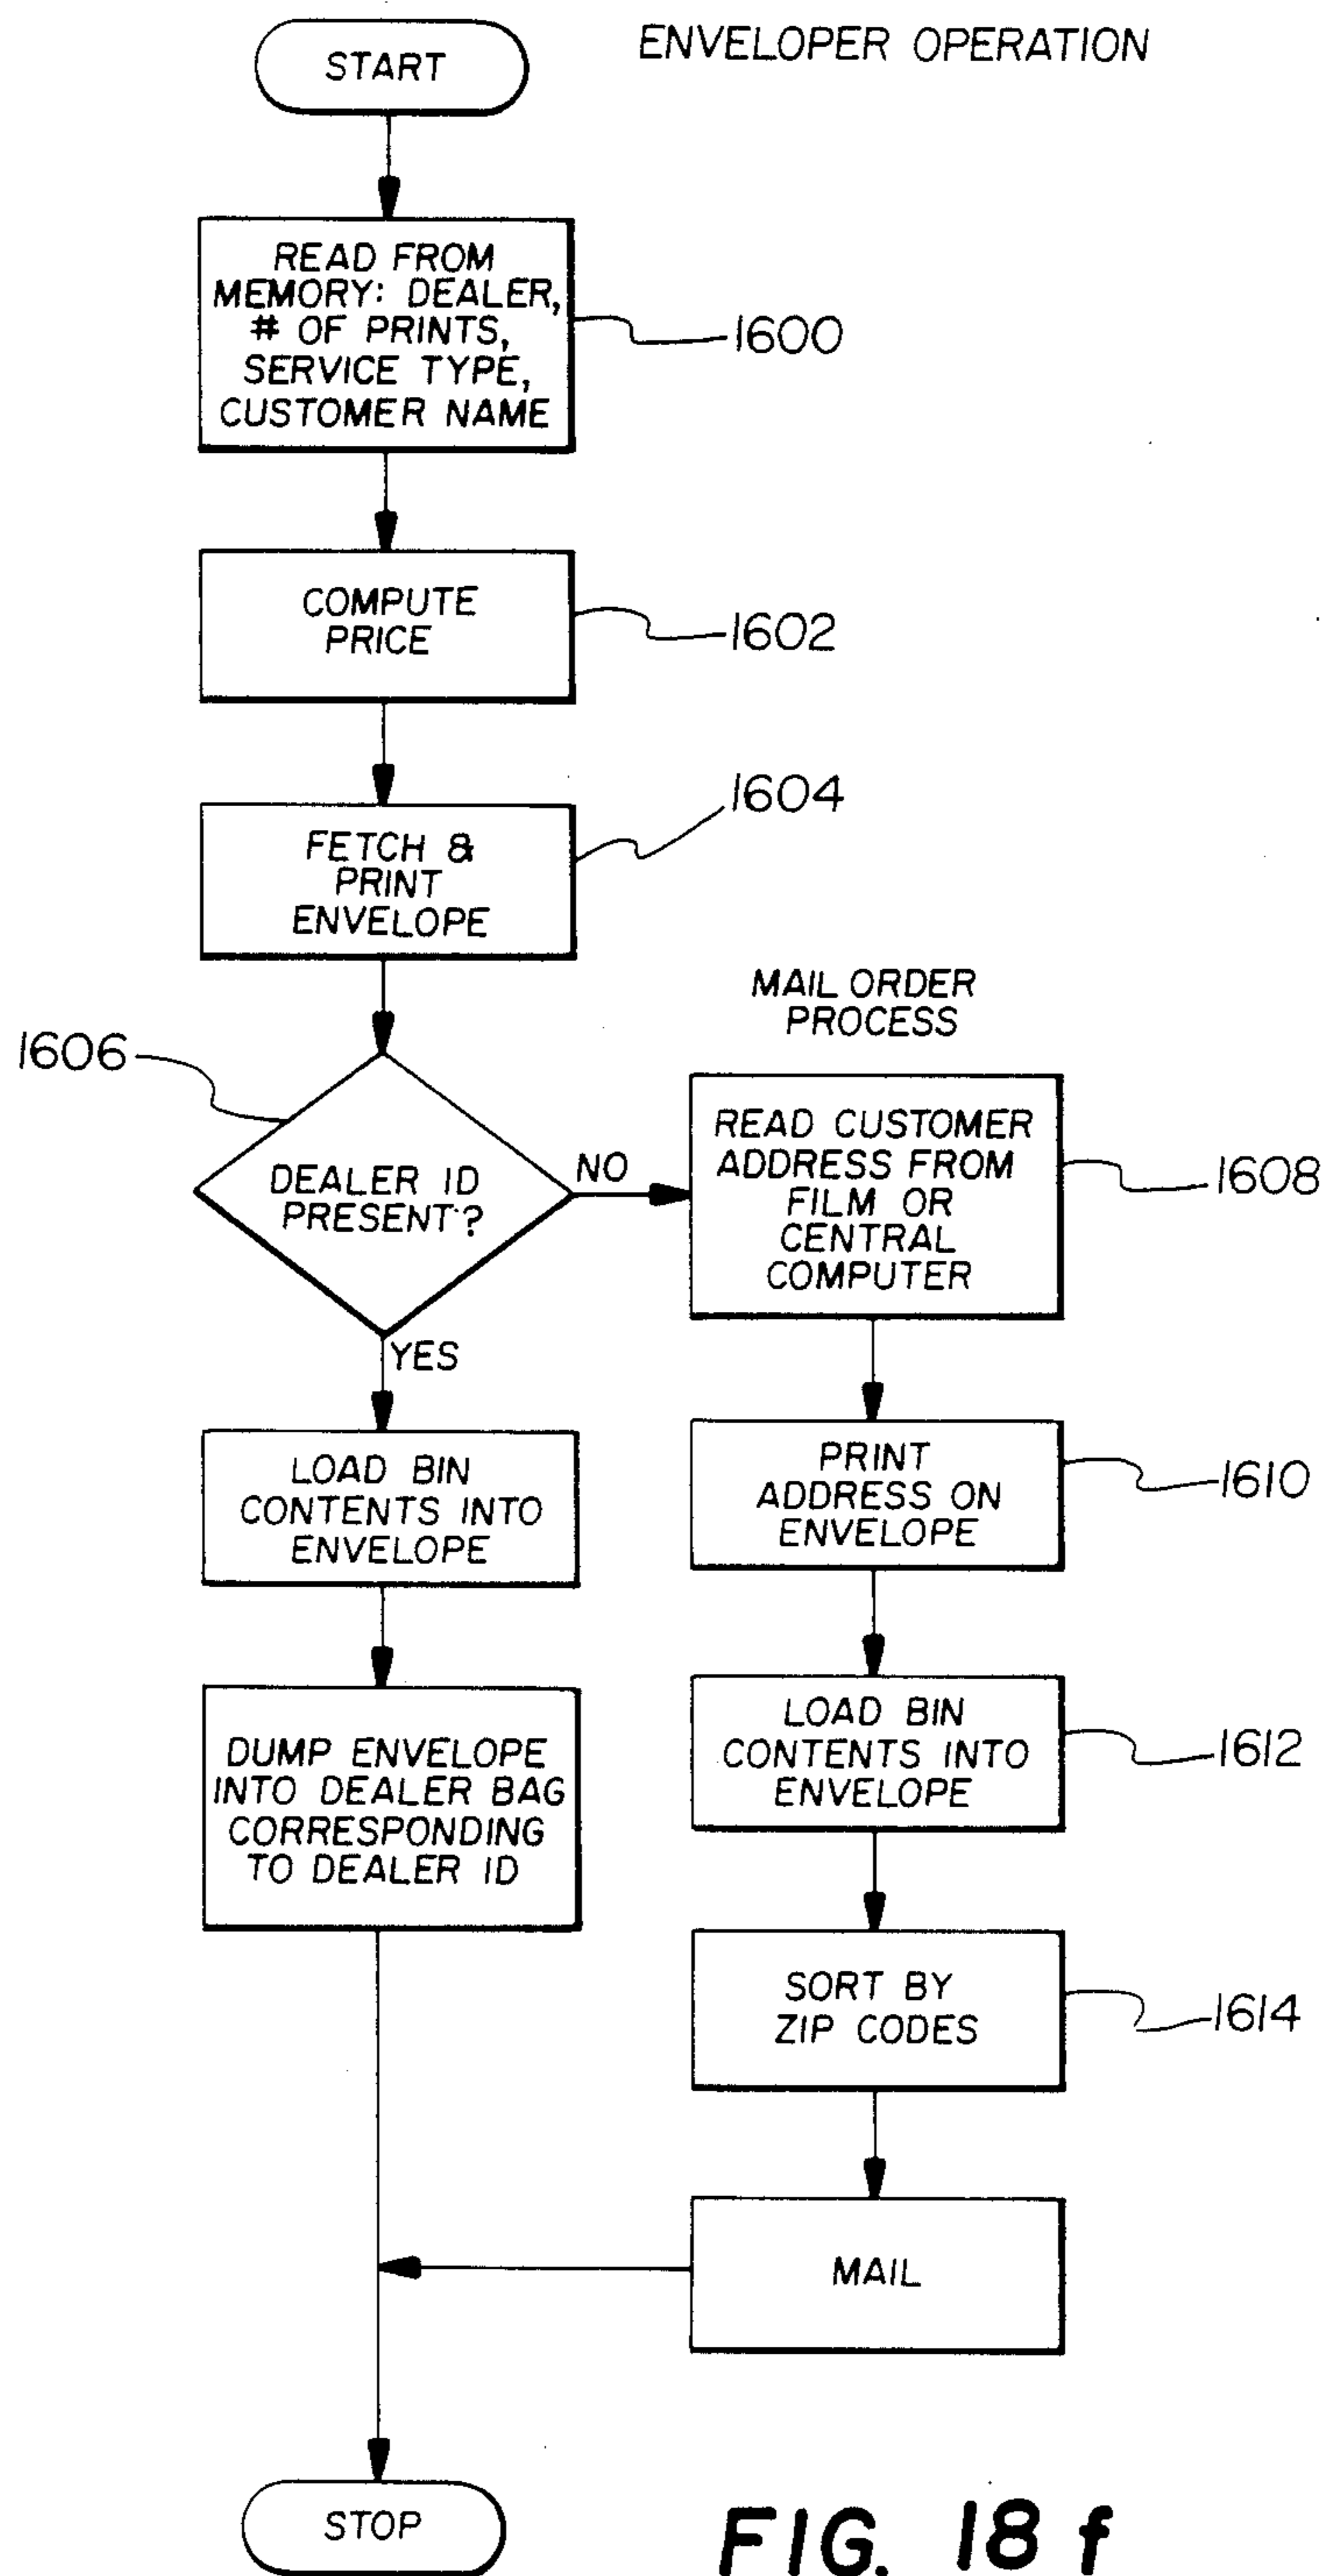 ENVELOPER OPERATION
START
READ FROM
MEMORY: DEALER,
# OF PRINTS,
SERVICE TYPE,
CUSTOMER NAME
1600
COMPUTE
PRICE
1602
FETCH &
PRINT
ENVELOPE
1604
1606
DEALER ID
PRESENT?
NO
YES
MAIL ORDER
PROCESS
READ CUSTOMER
ADDRESS FROM
FILM OR
CENTRAL
COMPUTER
1608
LOAD BIN
CONTENTS INTO
ENVELOPE
PRINT
ADDRESS ON
ENVELOPE
1610
DUMP ENVELOPE
INTO DEALER BAG
CORRESPONDING
TO DEALER ID
LOAD BIN
CONTENTS INTO
ENVELOPE
1612
SORT BY
ZIP CODES
1614
MAIL
STOP
FIG. 18 f